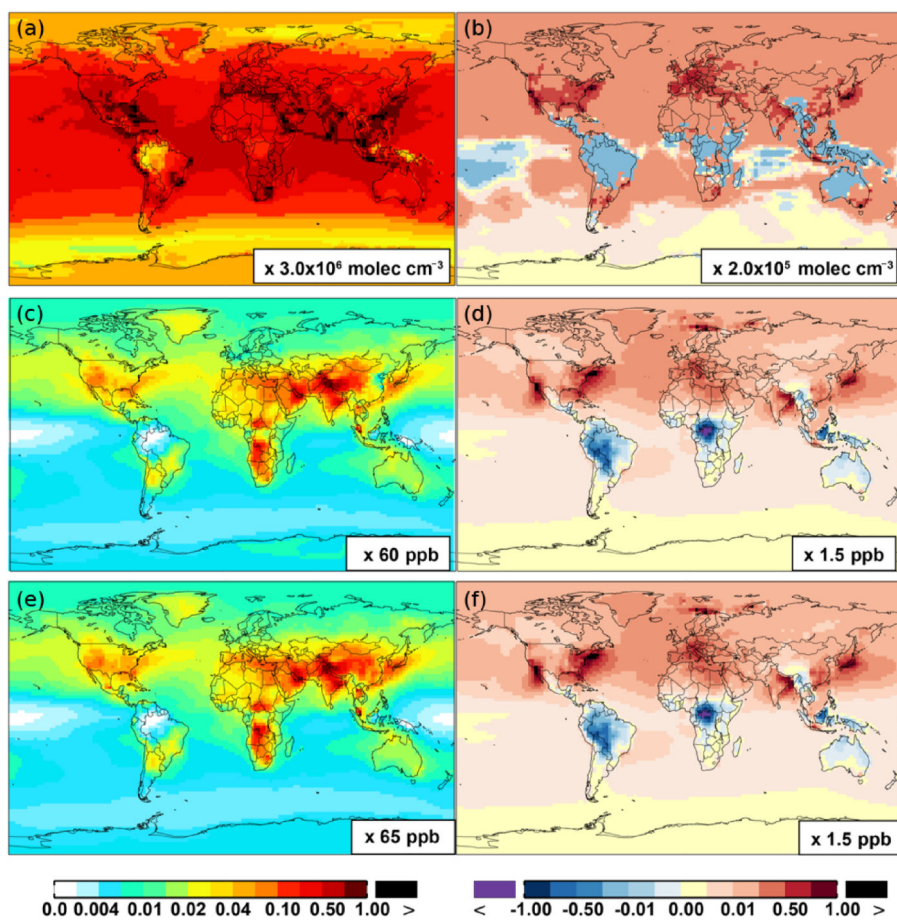 (a)
(b)
x 3.0x10⁶ molec cm⁻³
x 2.0x10⁵ molec cm⁻³
(c)
(d)
x 60 ppb
x 1.5 ppb
(e)
(f)
x 65 ppb
x 1.5 ppb
0.0 0.004 0.01 0.02 0.04 0.10 0.50 1.00 >
< -1.00 -0.50 -0.01 0.00 0.01 0.50 1.00 >